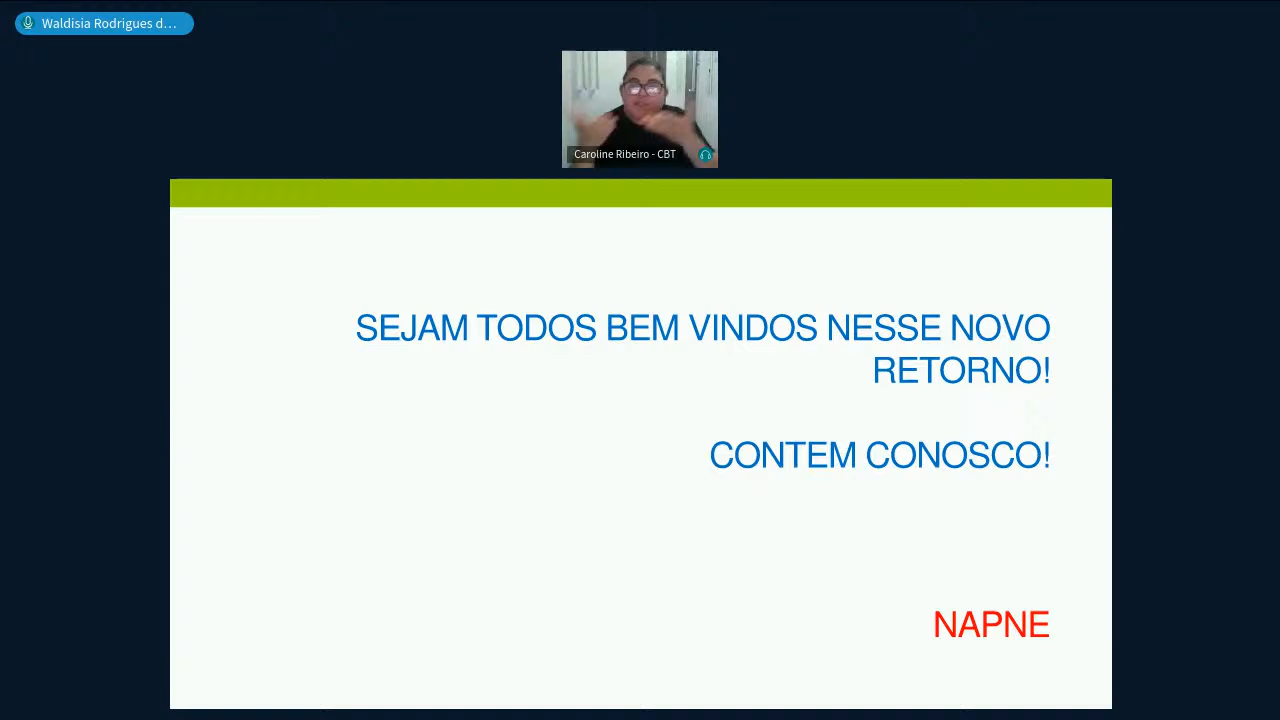 Waldisia Rodrigues d...
Caroline Ribeiro - CBT
SEJAM TODOS BEM VINDOS NESSE NOVO
RETORNO!
CONTEM CONOSCO!
NAPNE